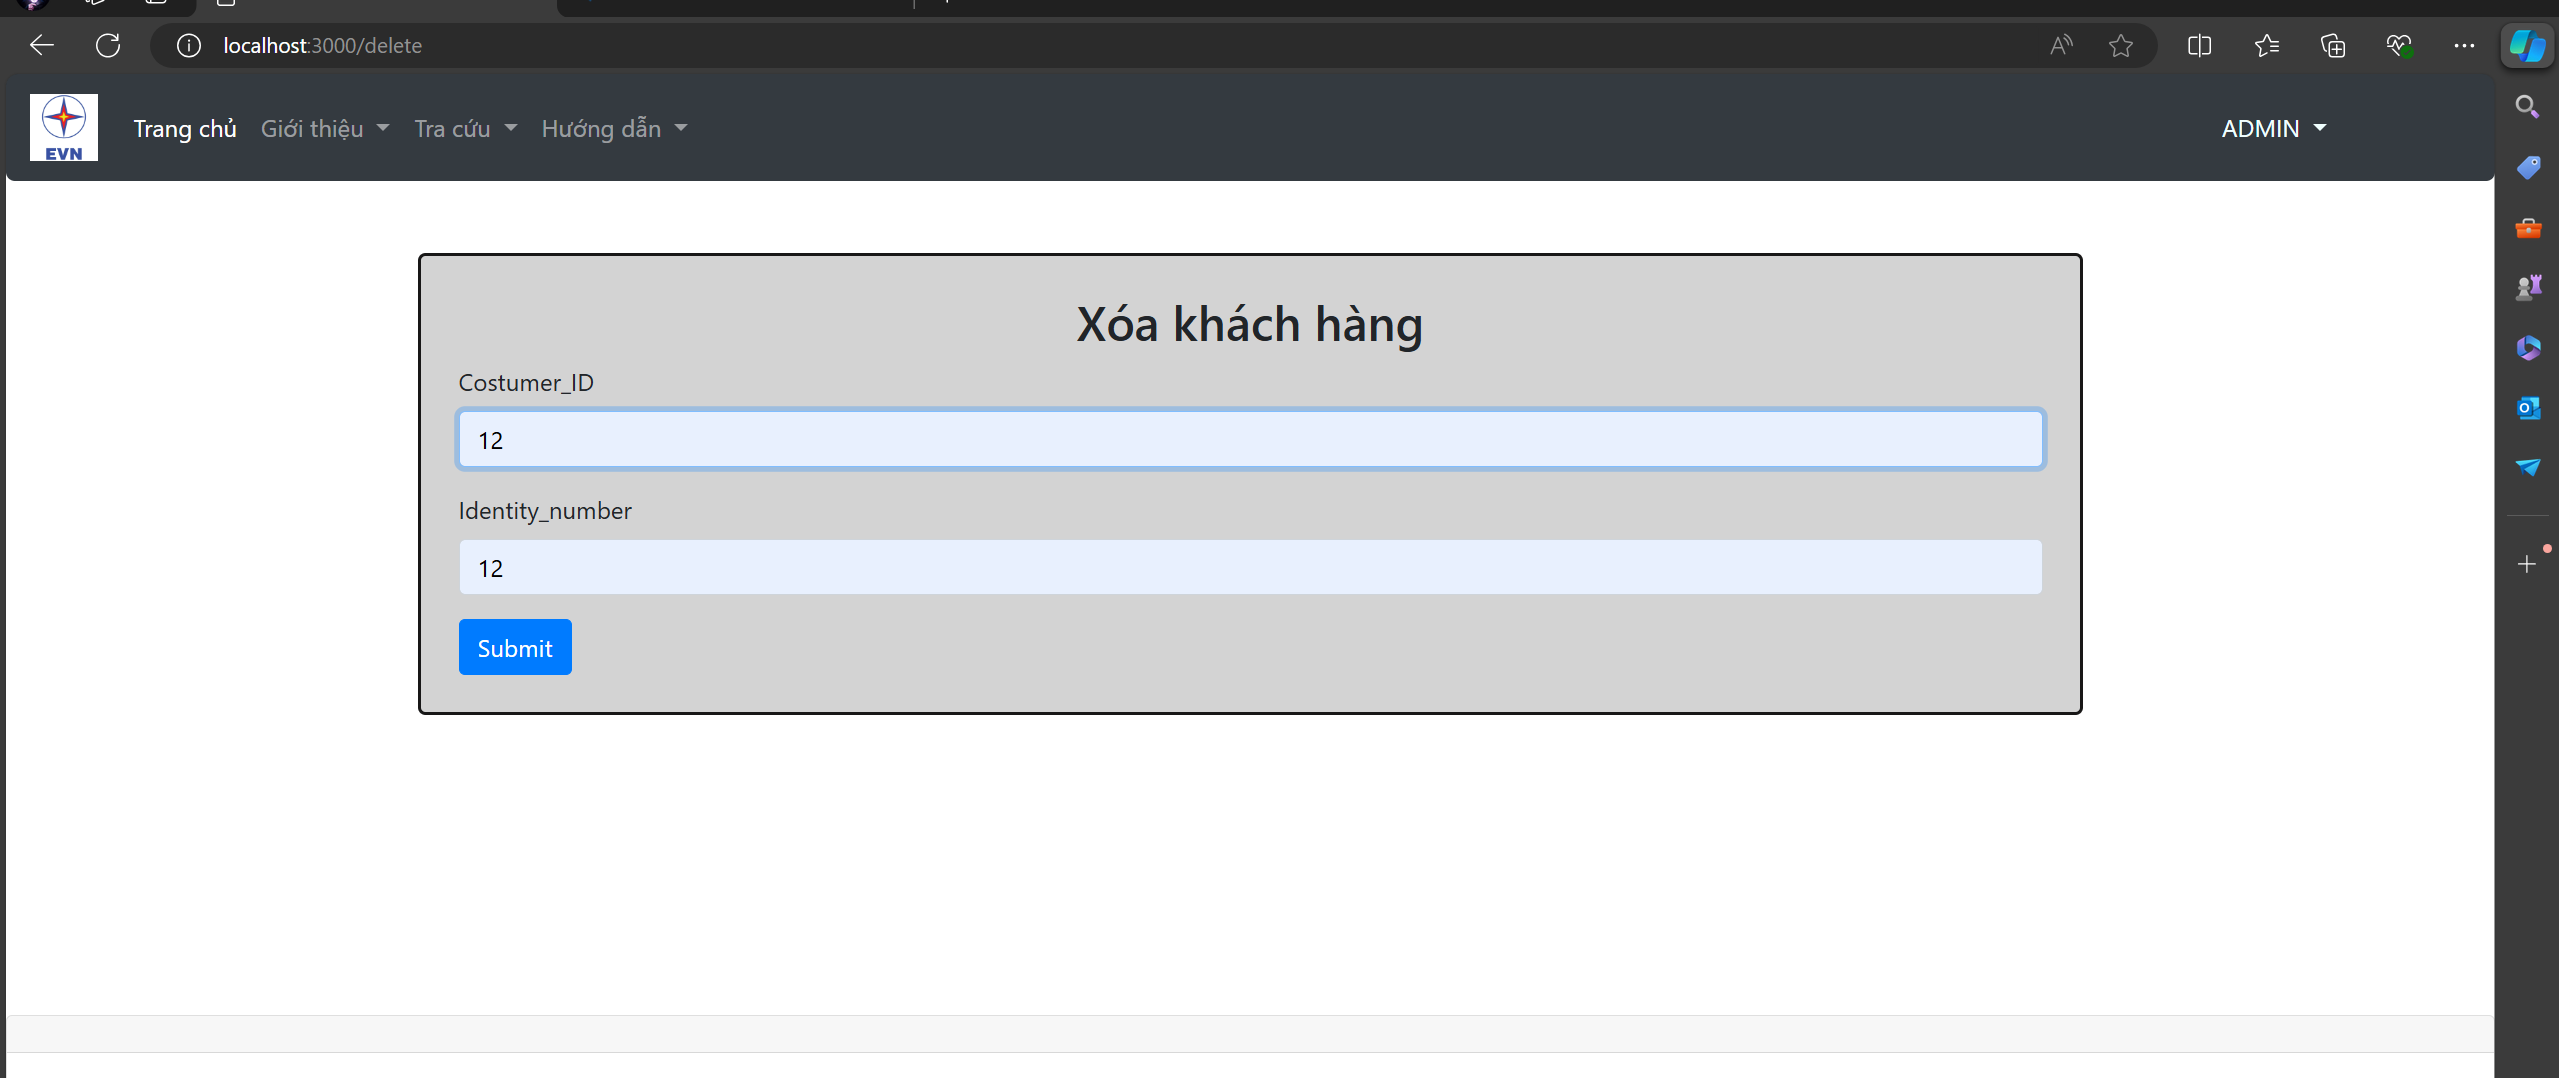 localhost:3000/delete
EVN
Trang chủ Giới thiệu Tra cứu Hướng dẫn ADMIN
Xóa khách hàng
Costumer_ID
12
Identity_number
12
Submit